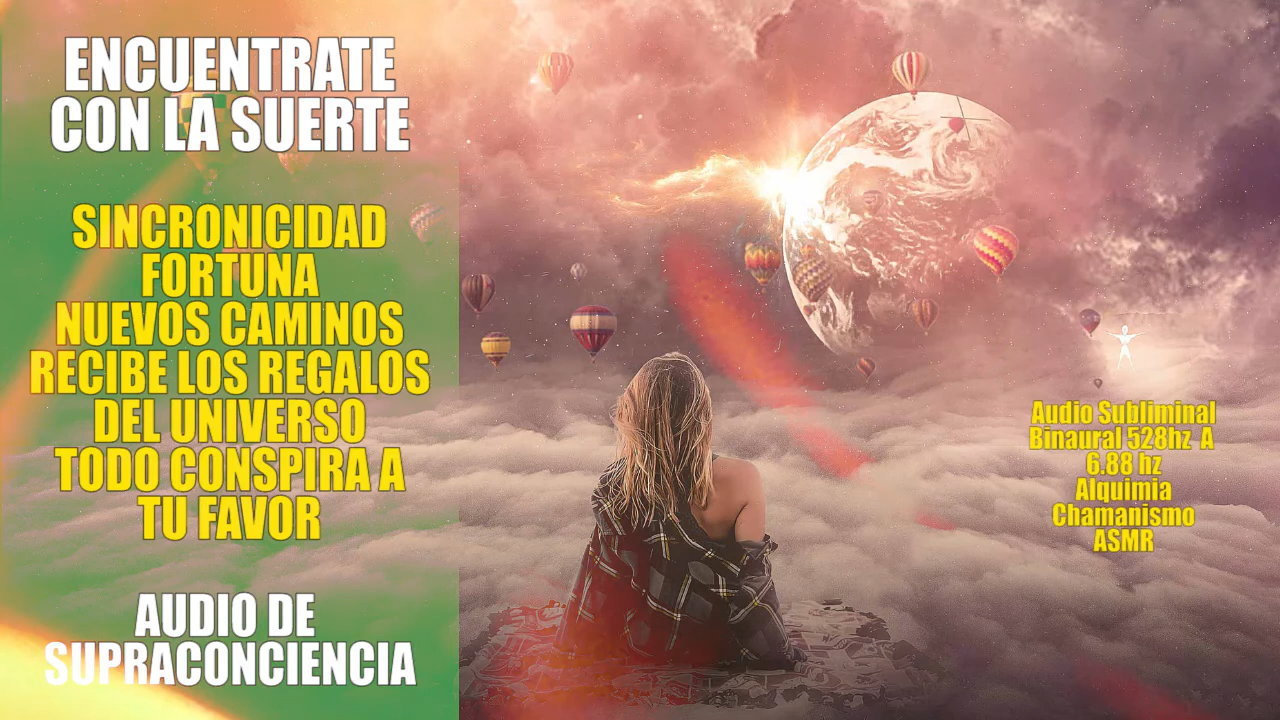 ENCUENTRATE
CON LA SUERTE
SINCRONICIDAD
FORTUNA
NUEVOS CAMINOS
RECIBE LOS REGALOS
DEL UNIVERSO
TODO CONSPIRA A
TU FAVOR
AUDIO DE
SUPRACONCIENCIA
Audio Subliminal
Binaural 528hz A
6.88 hz
Alquimia
Chamanismo
ASMR